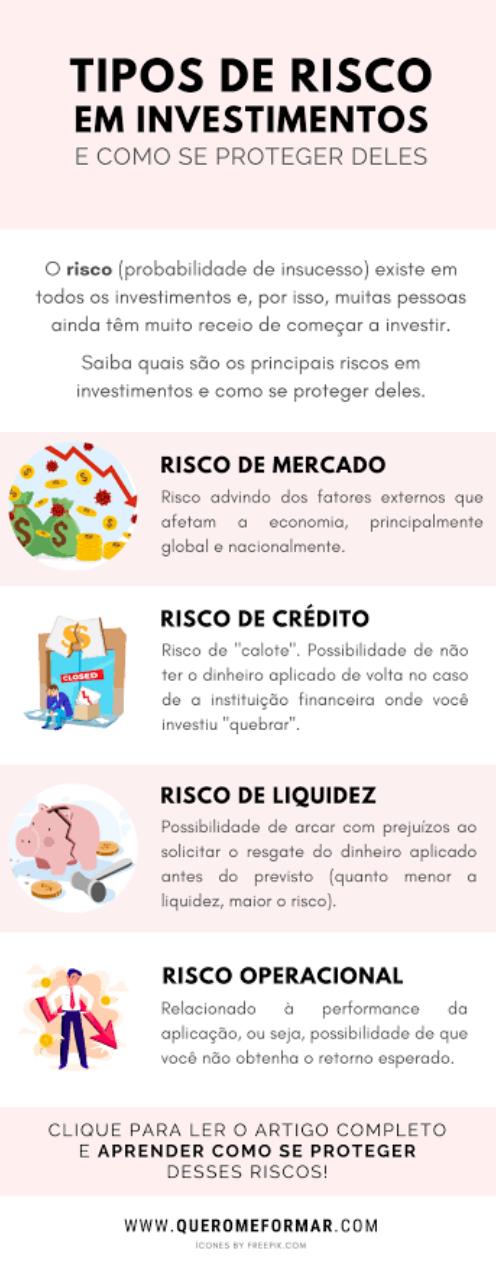 TIPOS DE RISCO
EM INVESTIMENTOS
E COMO SE PROTEGER DELES
O risco (probabilidade de insucesso) existe em
todos os investimentos e, por isso, muitas pessoas
ainda têm muito receio de começar a investir.
Saiba quais são os principais riscos em
investimentos e como se proteger deles.
RISCO DE MERCADO
Risco advindo dos fatores externos que
afetam a economia, principalmente
global e nacionalmente.
RISCO DE CRÉDITO
Risco de "calote". Possibilidade de não
ter o dinheiro aplicado de volta no caso
de a instituição financeira onde você
investiu "quebrar".
CLOSED
RISCO DE LIQUIDEZ
Possibilidade de arcar com prejuízos ao
solicitar o resgate do dinheiro aplicado
antes do previsto (quanto menor a
liquidez, maior o risco).
RISCO OPERACIONAL
Relacionado à performance da
aplicação, ou seja, possibilidade de que
você não obtenha o retorno esperado.
CLIQUE PARA LER O ARTIGO COMPLETO
E APRENDER COMO SE PROTEGER
DESSES RISCOS!
WWW.QUEROMEFORMAR.COM
ÍCONES BY FREEPIK.COM